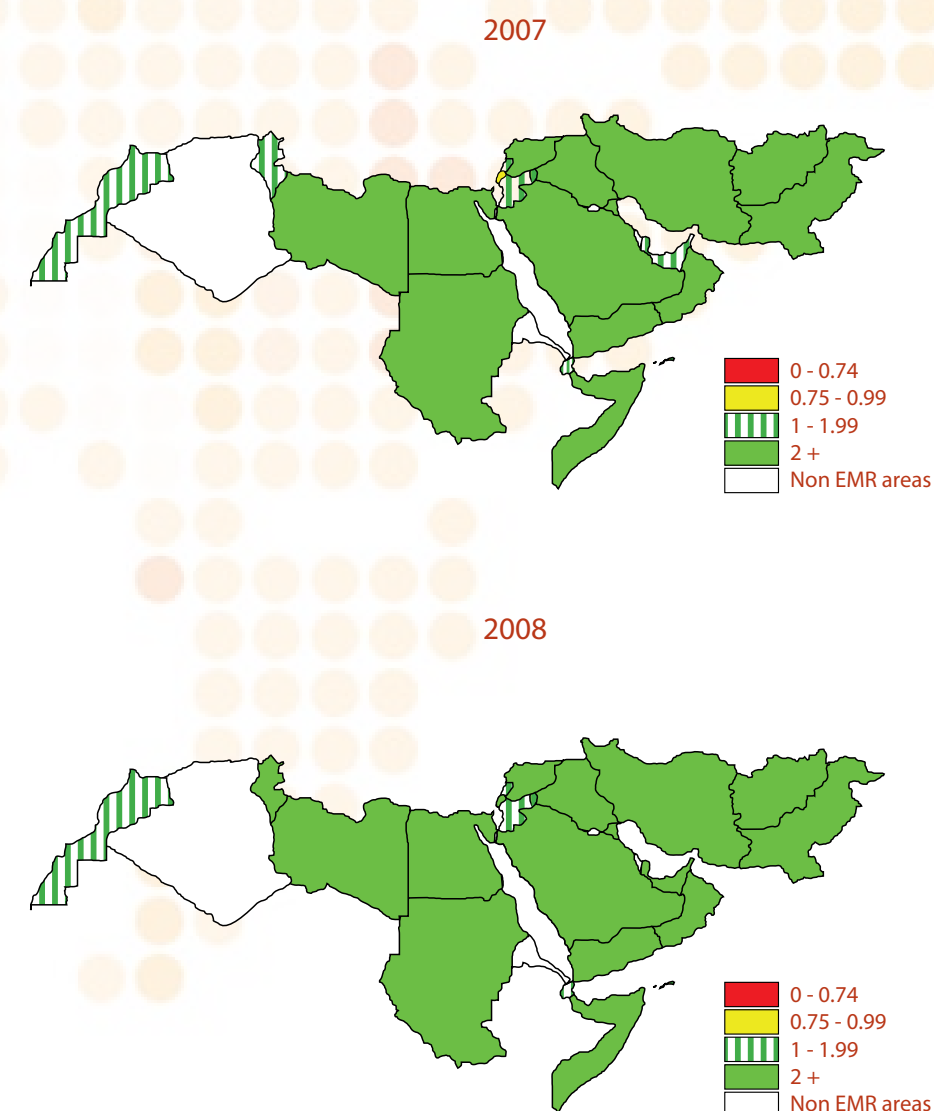 2007
0 - 0.74
0.75 - 0.99
1 - 1.99
2 +
Non EMR areas
2008
0 - 0.74
0.75 - 0.99
1 - 1.99
2 +
Non EMR areas